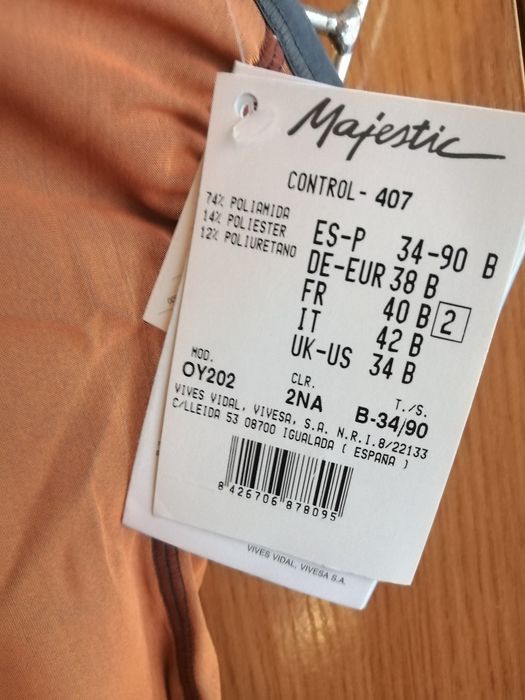 Majestic
CONTROL - 407
74% POLIAMIDA
14% POLIESTER
12% POLIURETANO
ES-P 34-90 B
DE-EUR 38 B
FR 40 B 2
IT 42 B
UK-US 34 B
MOD. CLR. T./S.
OY202 2NA B-34/90
VIVES VIDAL, VIVESA, S.A. N.R.I.8/22133
C/LLEIDA 53 08700 IGUALADA ( ESPAÑA )
8 426706 878095
VIVES VIDAL, VIVESA S.A.